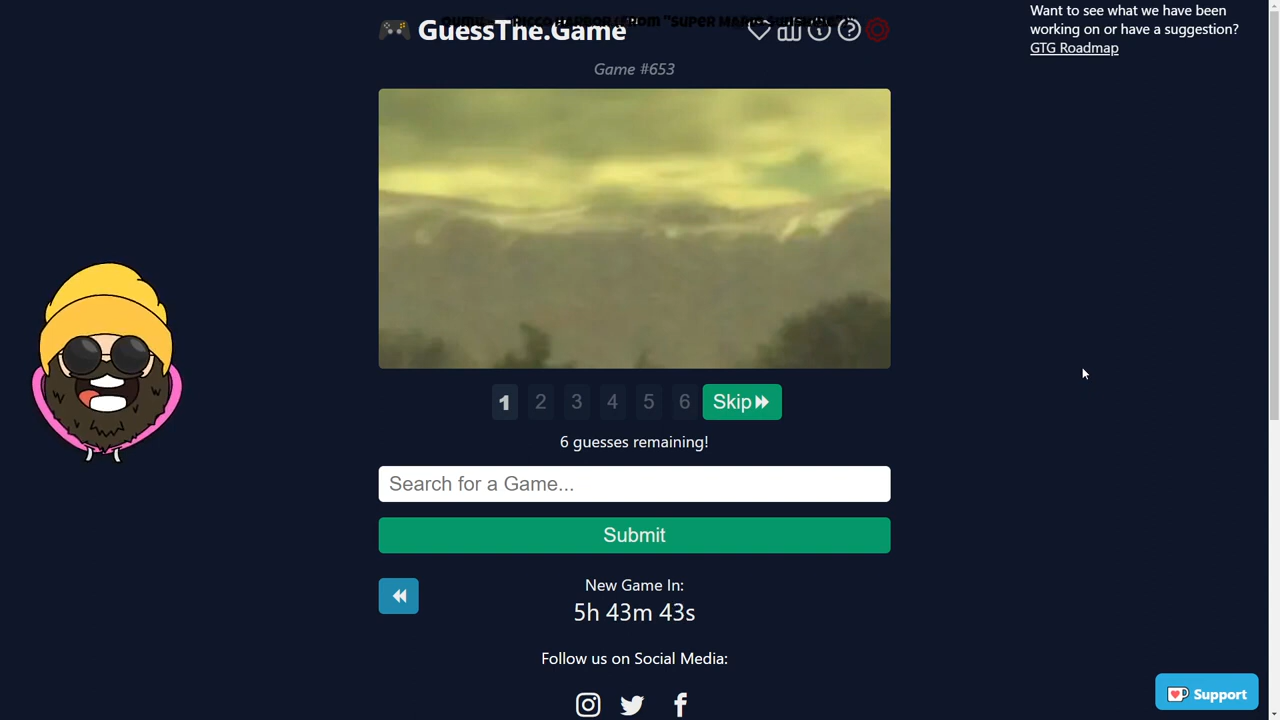 GuessThe.Game
Want to see what we have been
working on or have a suggestion?
GTG Roadmap
Game #653
1 2 3 4 5 6 Skip
6 guesses remaining!
Search for a Game...
Submit
New Game In:
5h 43m 43s
Follow us on Social Media:
Support